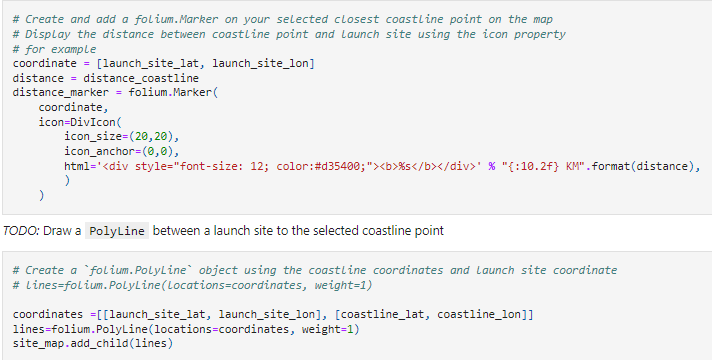 # Create and add a folium.Marker on your selected closest coastline point on the map
# Display the distance between coastline point and launch site using the icon property
# for example
coordinate = [launch_site_lat, launch_site_lon]
distance = distance_coastline
distance_marker = folium.Marker(
    coordinate,
    icon=DivIcon(
        icon_size=(20,20),
        icon_anchor=(0,0),
        html='<div style="font-size: 12; color:#d35400;"><b>%s</b></div>' % "{:10.2f} KM".format(distance),
        )
    )
TODO: Draw a PolyLine between a launch site to the selected coastline point
# Create a `folium.PolyLine` object using the coastline coordinates and launch site coordinate
# lines=folium.PolyLine(locations=coordinates, weight=1)
coordinates =[[launch_site_lat, launch_site_lon], [coastline_lat, coastline_lon]]
lines=folium.PolyLine(locations=coordinates, weight=1)
site_map.add_child(lines)